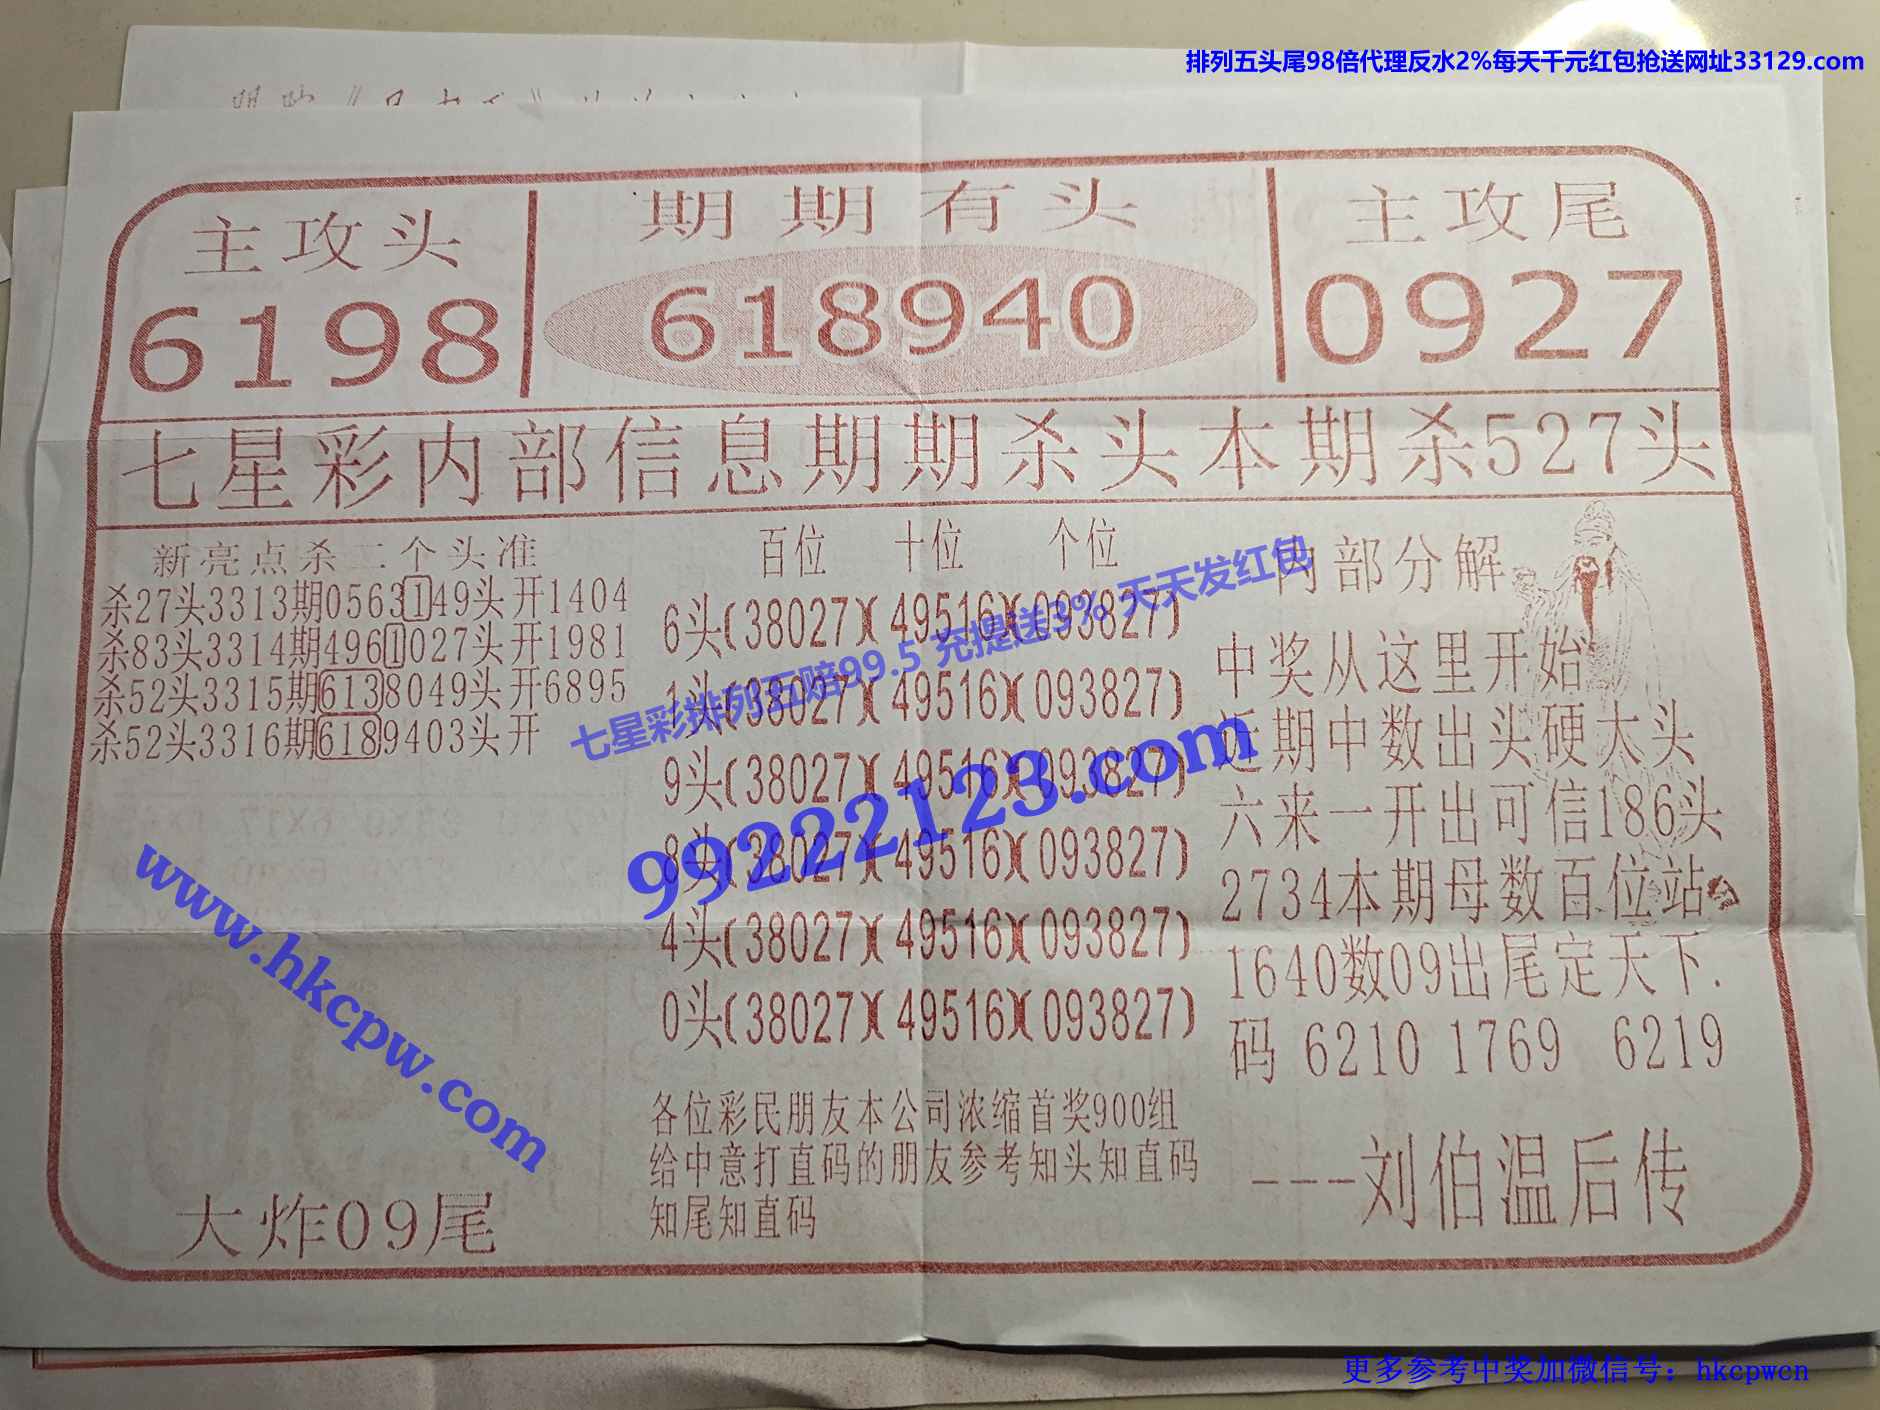 排列五头尾98倍代理反水2%每天千元红包抢送网址33129.com
主攻头
6198
期期有头
618940
主攻尾
0927
七星彩内部信息期期杀头本期杀527头
新亮点杀二个头准
杀27头3313期0563149头开1404
杀83头3314期4961027头开1981
杀52头3315期6138049头开6895
杀52头3316期6189403头开
大炸09尾
百位 十位 个位
6头(38027)(49516)(093827)
1头(38027)(49516)(093827)
9头(38027)(49516)(093827)
8头(38027)(49516)(093827)
4头(38027)(49516)(093827)
0头(38027)(49516)(093827)
各位彩民朋友本公司浓缩首奖900组
给中意打直码的朋友参考知头知直码
知尾知直码
内部分解
中奖从这里开始
近期中数出头硬太头
六来一开出可信186头
2734本期母数百位站
1640数09出尾定天下.
码 6210 1769 6219
---刘伯温后传
七星彩排列五赔99.5 充提送3% 天天发红包
99222123.com
www.hkcpw.com
更多参考中奖加微信号：hkcpwcn